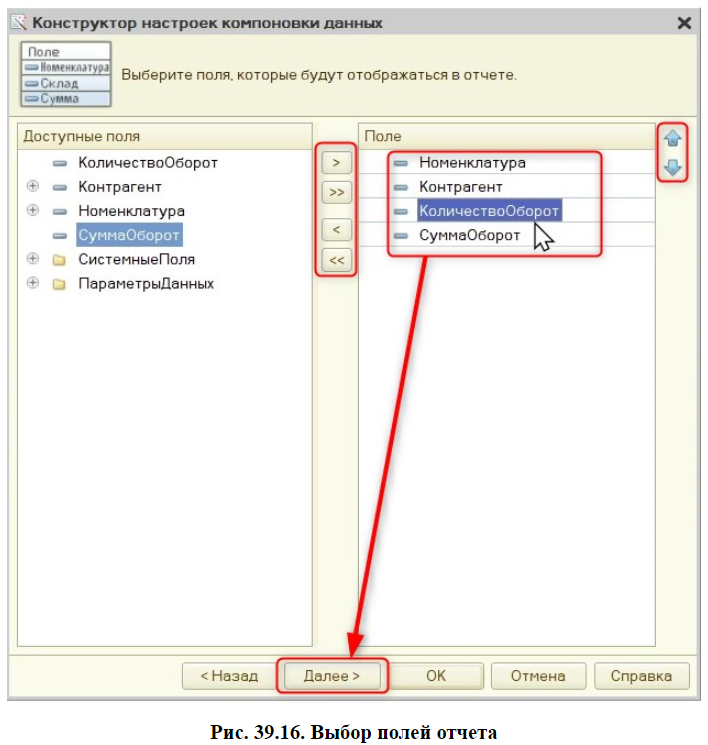 Конструктор настроек компоновки данных
Поле
Номенклатура
Склад
Сумма
Выберите поля, которые будут отображаться в отчете.
Доступные поля
КоличествоОборот
Контрагент
Номенклатура
СуммаОборот
СистемныеПоля
ПараметрыДанных
>
>>
<
<<
Поле
Номенклатура
Контрагент
КоличествоОборот
СуммаОборот
< Назад
Далее >
OK
Отмена
Справка
Рис. 39.16. Выбор полей отчета